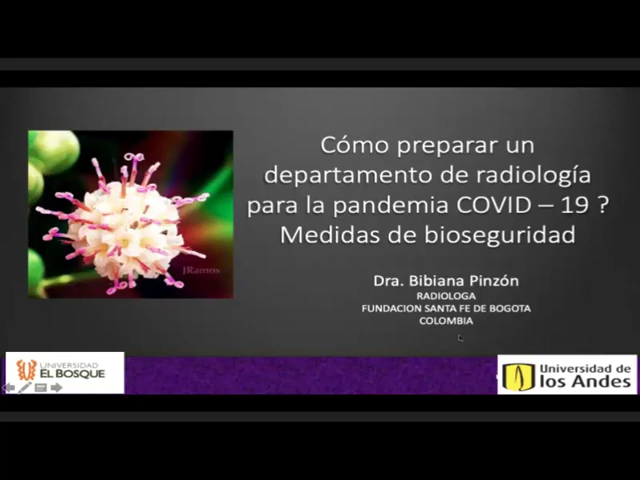 Cómo preparar un
departamento de radiología
para la pandemia COVID – 19 ?
Medidas de bioseguridad
JRamos
Dra. Bibiana Pinzón
RADIOLOGA
FUNDACION SANTA FE DE BOGOTA
COLOMBIA
UNIVERSIDAD
EL BOSQUE
Universidad de
los Andes